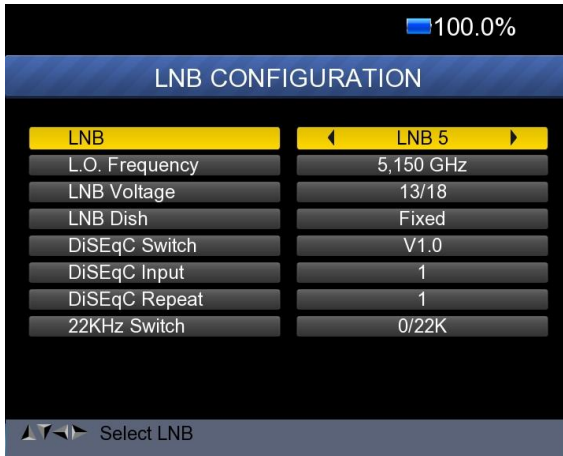 100.0%
LNB CONFIGURATION
LNB LNB 5
L.O. Frequency 5,150 GHz
LNB Voltage 13/18
LNB Dish Fixed
DiSEqC Switch V1.0
DiSEqC Input 1
DiSEqC Repeat 1
22KHz Switch 0/22K
Select LNB